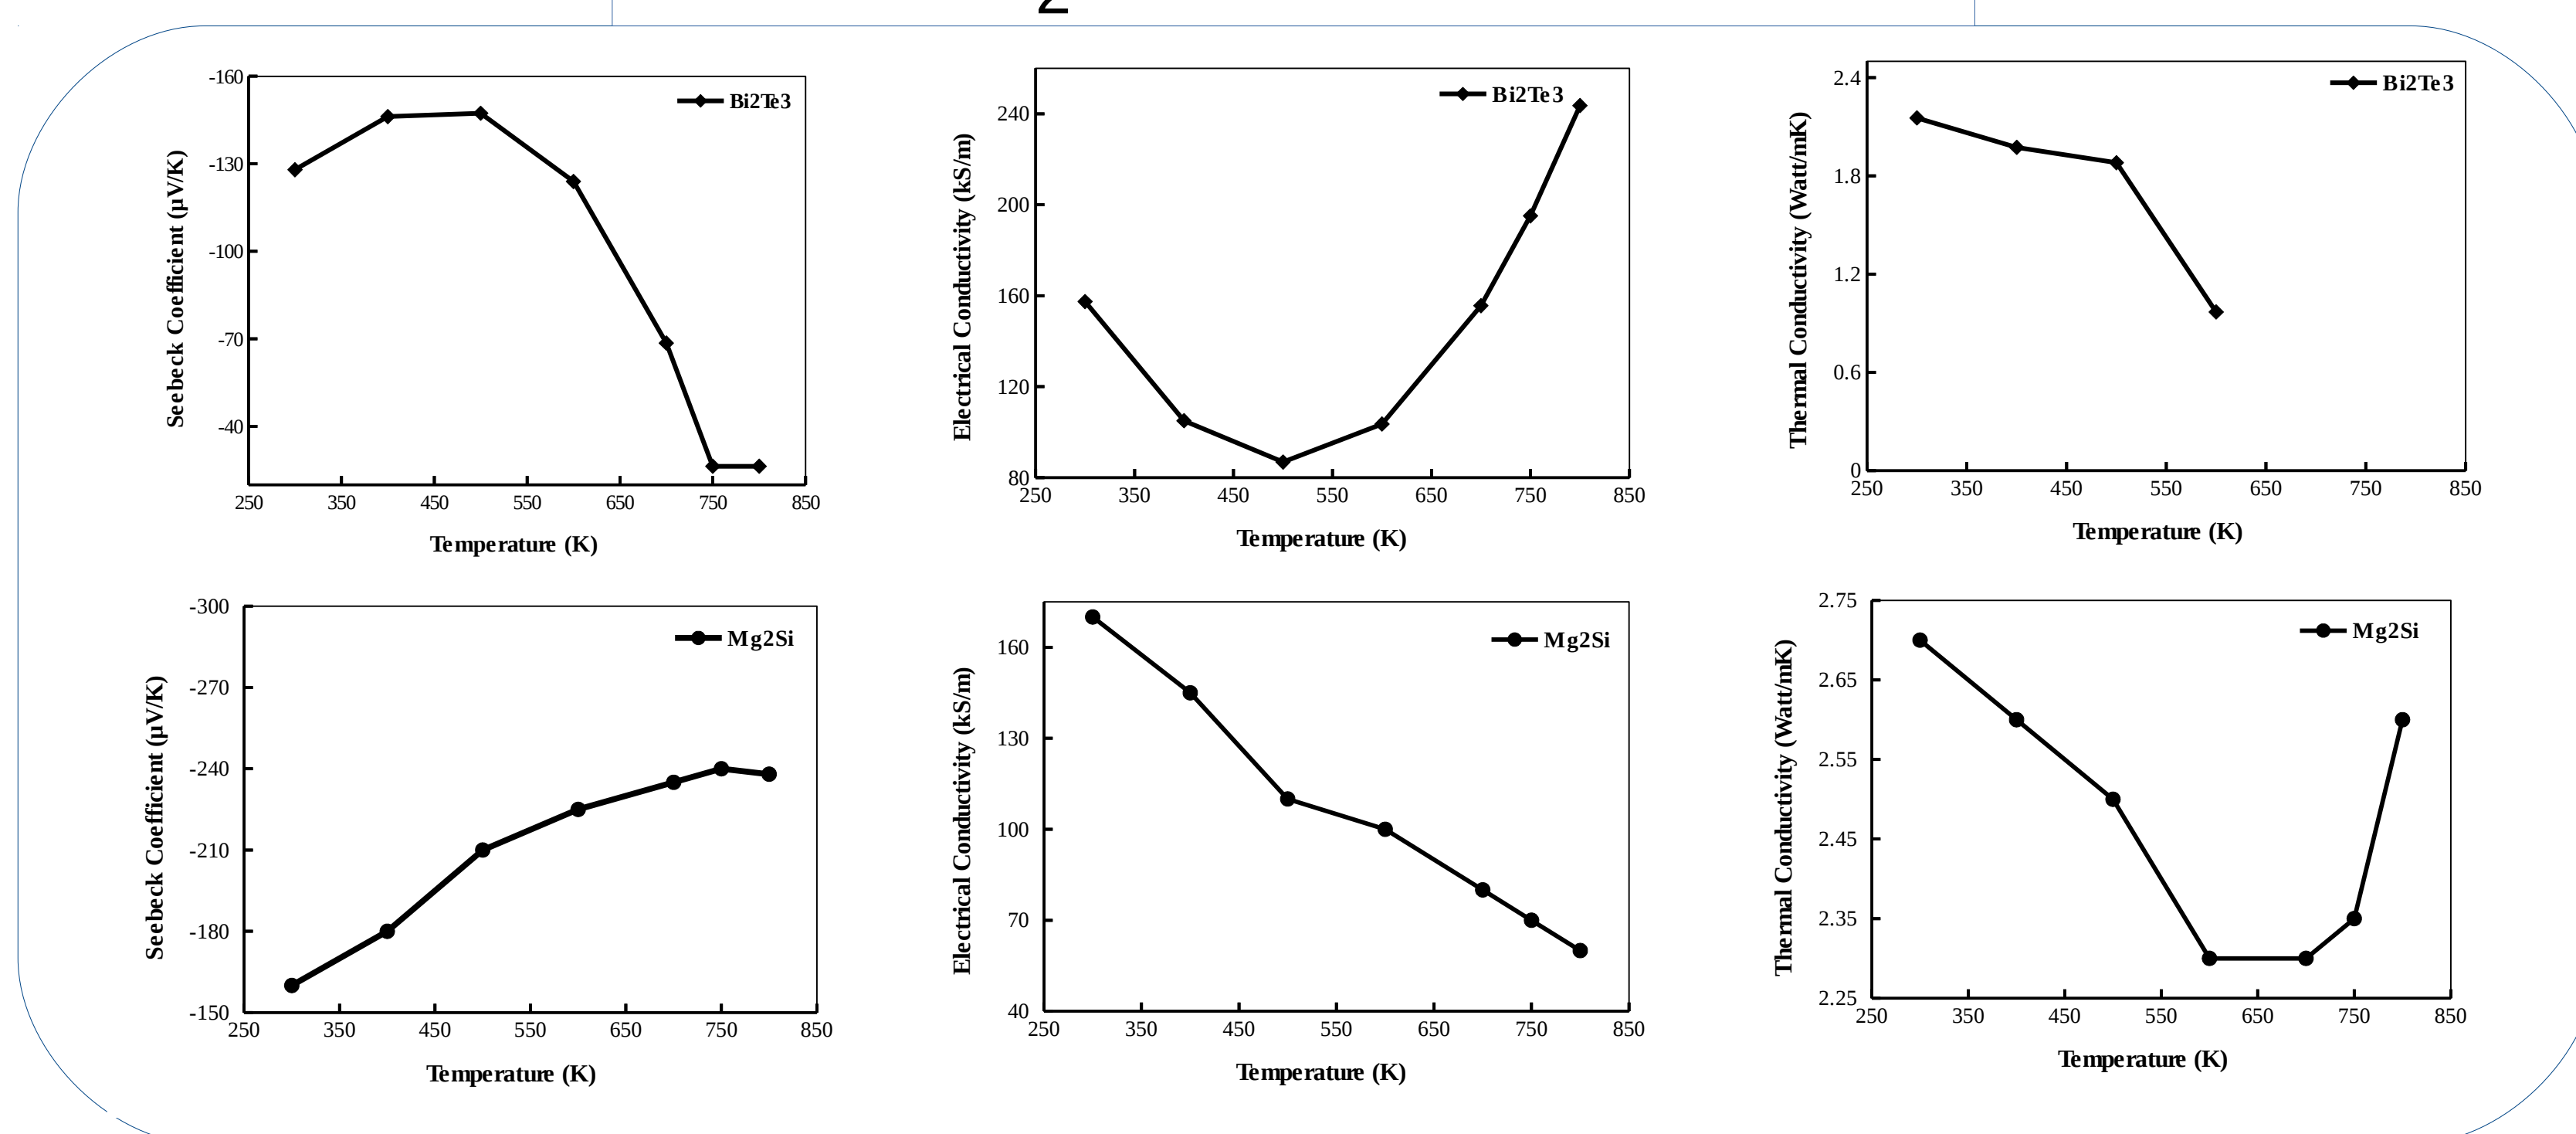 -160
-130
-100
-70
-40
250 350 450 550 650 750 850
Seebeck Coefficient (µV/K)
Temperature (K)
Bi2Te3
240
200
160
120
80
250 350 450 550 650 750 850
Electrical Conductivity (kS/m)
Temperature (K)
Bi2Te3
2.4
1.8
1.2
0.6
0
250 350 450 550 650 750 850
Thermal Conductivity (Watt/mK)
Temperature (K)
Bi2Te3
-300
-270
-240
-210
-180
-150
250 350 450 550 650 750 850
Seebeck Coefficient (µV/K)
Temperature (K)
Mg2Si
160
130
100
70
40
250 350 450 550 650 750 850
Electrical Conductivity (kS/m)
Temperature (K)
Mg2Si
2.75
2.65
2.55
2.45
2.35
2.25
250 350 450 550 650 750 850
Thermal Conductivity (Watt/mK)
Temperature (K)
Mg2Si